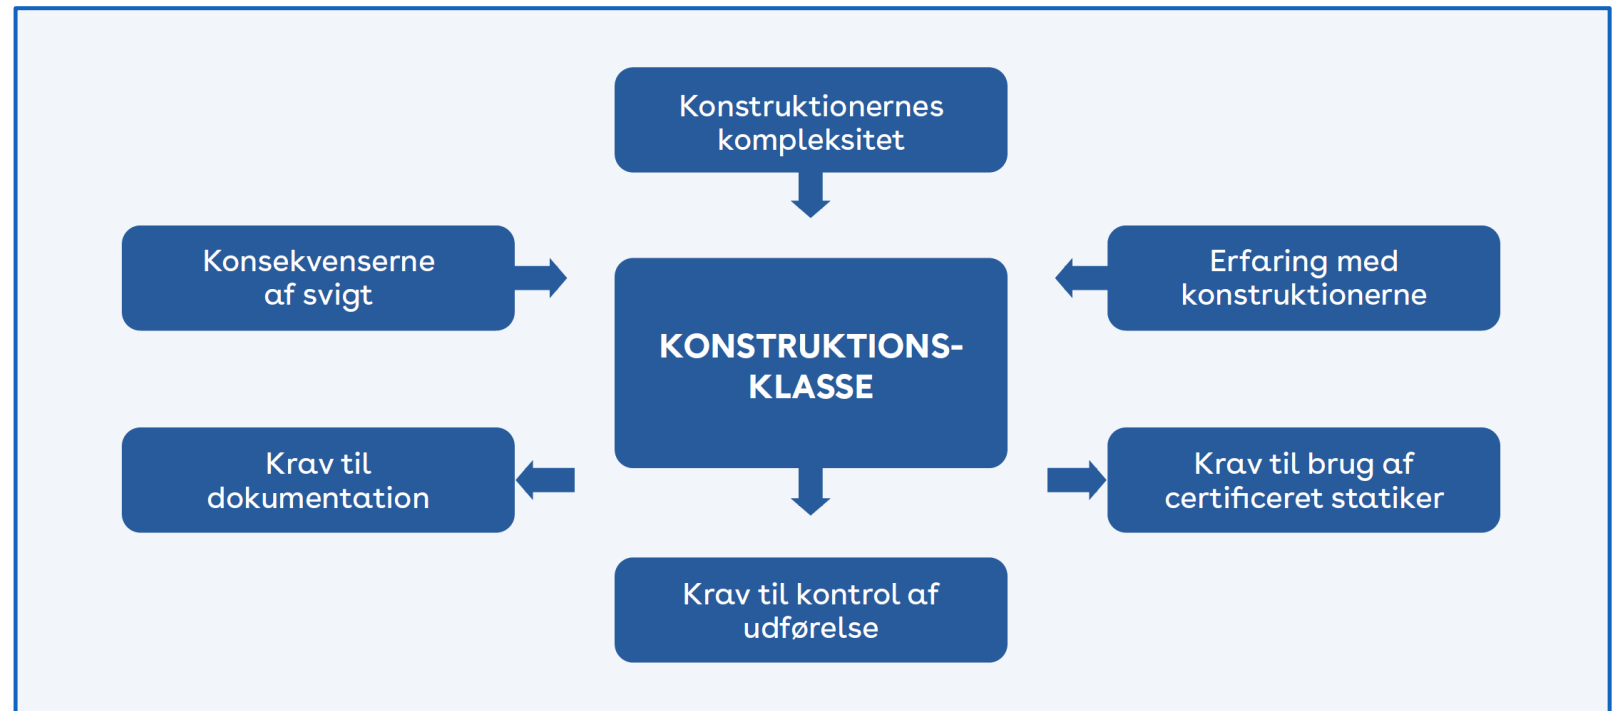 Konstruktionernes
kompleksitet
Konsekvenserne
af svigt
Erfaring med
konstruktionerne
KONSTRUKTIONS-
KLASSE
Krav til
dokumentation
Krav til brug af
certificeret statiker
Krav til kontrol af
udførelse